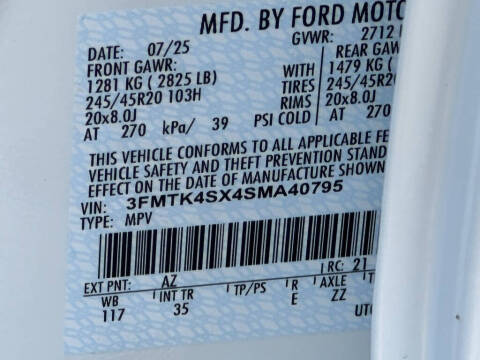 MFD. BY FORD MOTO
DATE: 07/25 GVWR: 2712
FRONT GAWR: REAR GAW
1281 KG ( 2825 LB) WITH 1479 KG (
245/45R20 103H TIRES 245/45R20
20x8.0J RIMS 20x8.0J
AT 270 kPa/ 39 PSI COLD AT 270
THIS VEHICLE CONFORMS TO ALL APPLICABLE FE
VEHICLE SAFETY AND THEFT PREVENTION STAND
EFFECT ON THE DATE OF MANUFACTURE SHOWN
VIN: 3FMTK4SX4SMA40795
TYPE: MPV
EXT PNT: AZ RC: 21
WB INT TR TP/PS R AXLE
117 35 E ZZ
UTC